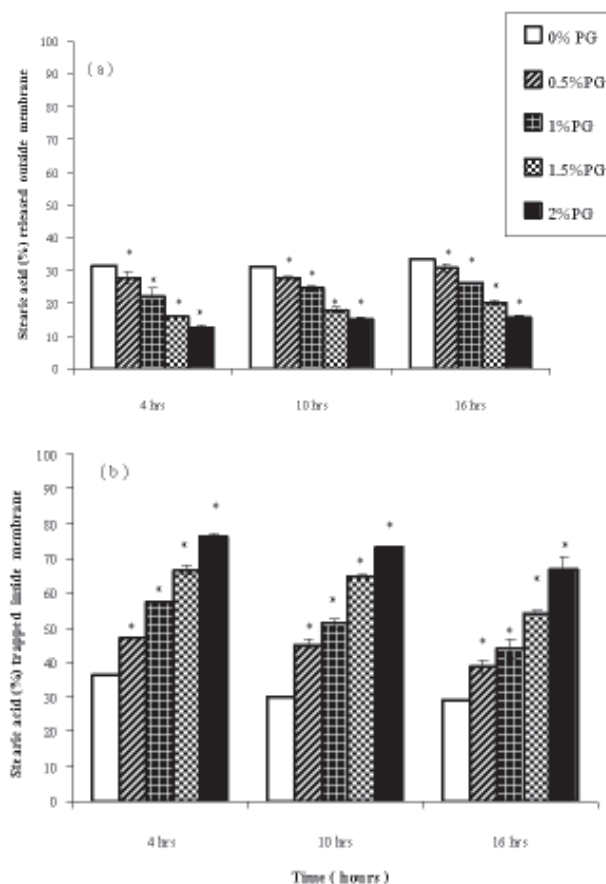 0% PG
0.5%PG
1%PG
1.5%PG
2%PG
(a)
Stearic acid (%) released outside membrane
100
90
80
70
60
50
40
30
20
10
0
* * * *
* * * *
* * * *
4 hrs 10 hrs 16 hrs
(b)
Stearic acid (%) trapped inside membrane
100
90
80
70
60
50
40
30
20
10
0
* * * *
* * * *
* * * *
4 hrs 10 hrs 16 hrs
Time ( hours )